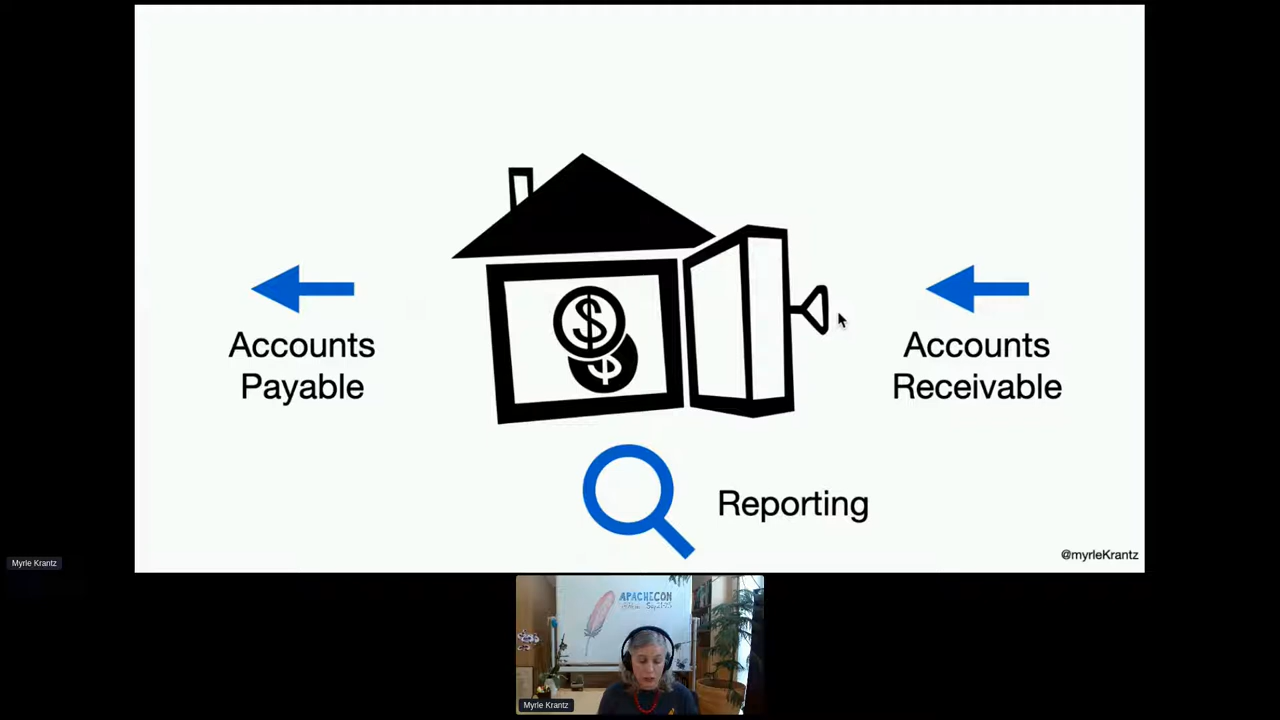 $
$
Accounts
Payable
Accounts
Receivable
Reporting
@myrleKrantz
Myrle Krantz
APACHECON
Myrle Krantz